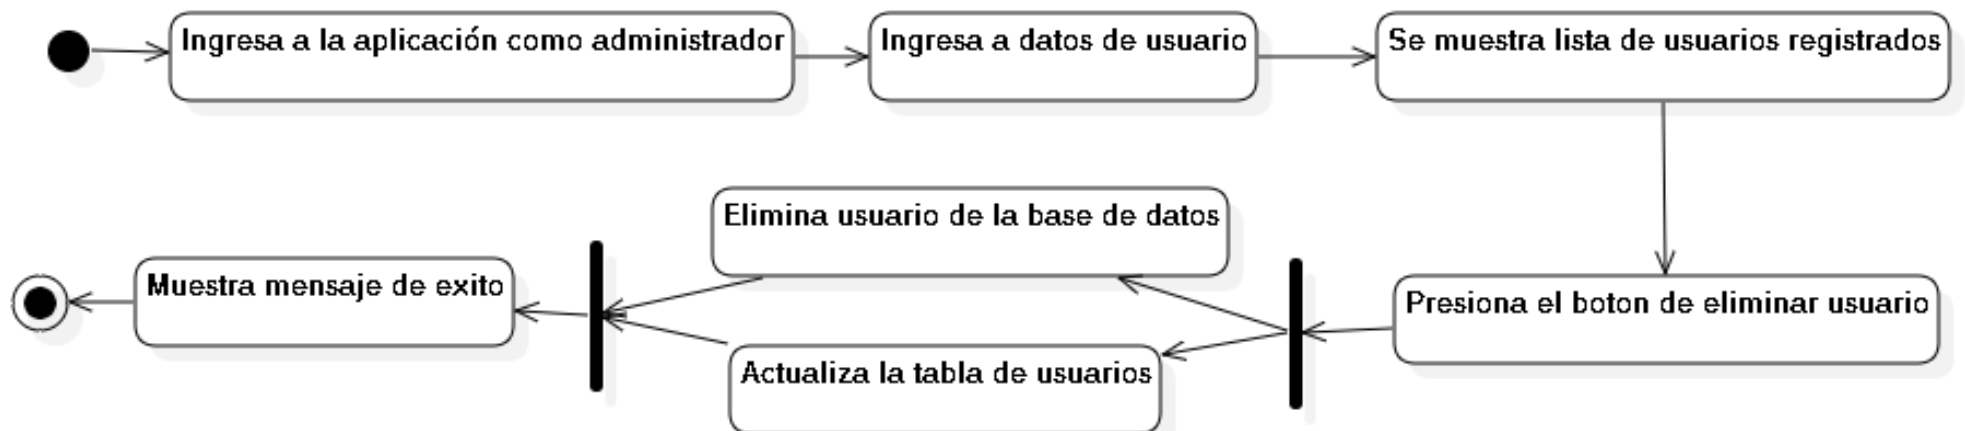 Ingresa a la aplicación como administrador
Ingresa a datos de usuario
Se muestra lista de usuarios registrados
Presiona el boton de eliminar usuario
Elimina usuario de la base de datos
Actualiza la tabla de usuarios
Muestra mensaje de exito